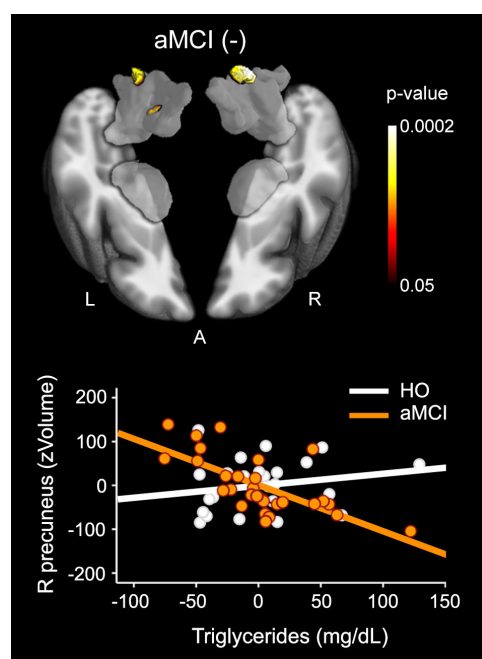 aMCI (-)
p-value
0.0002
0.05
L
R
A
HO
aMCI
R precuneus (zVolume)
200
100
0
-100
-200
-100
-50
0
50
100
150
Triglycerides (mg/dL)